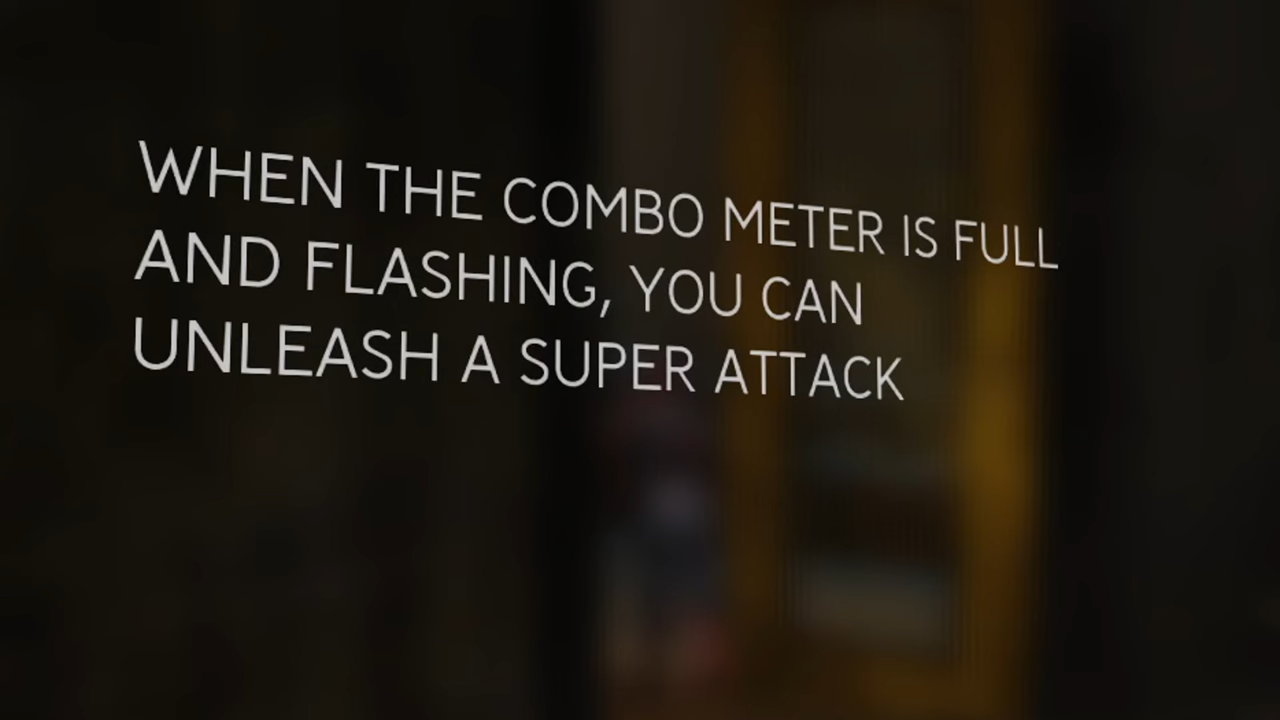 WHEN THE COMBO METER IS FULL
AND FLASHING, YOU CAN
UNLEASH A SUPER ATTACK